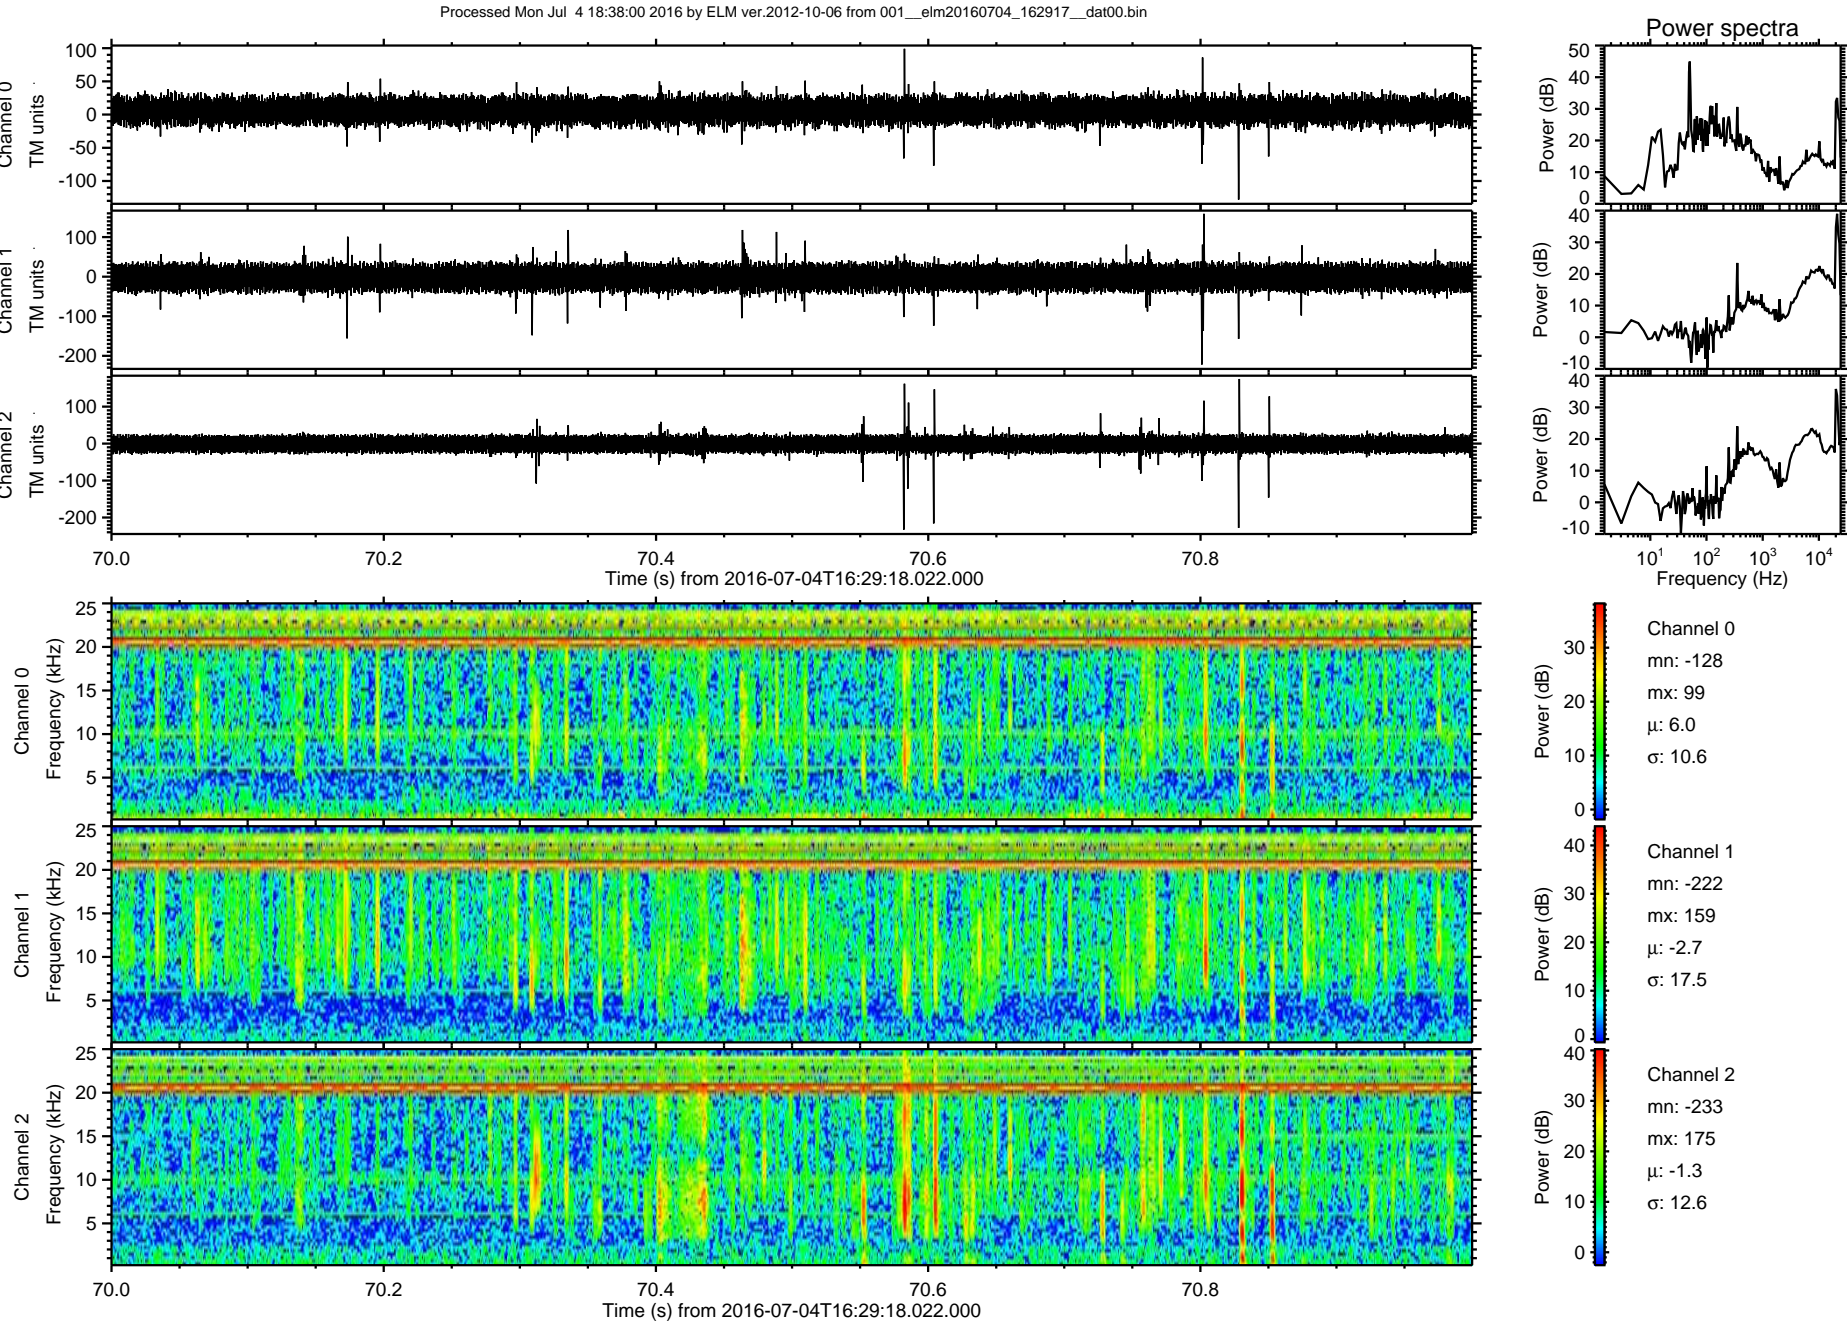 Processed Mon Jul  4 18:38:00 2016 by ELM ver.2012-10-06 from 001__elm20160704_162917__dat00.bin
Power spectra
Channel 0
TM units
100
50
0
-50
-100
Power (dB)
50
40
30
20
10
0
Channel 1
TM units
100
0
-100
-200
Power (dB)
40
30
20
10
0
-10
Channel 2
TM units
100
0
-100
-200
Power (dB)
40
30
20
10
0
-10
70.0 70.2 70.4 70.6 70.8
Time (s) from 2016-07-04T16:29:18.022.000
10^1 10^2 10^3 10^4
Frequency (Hz)
Channel 0
Frequency (kHz)
25
20
15
10
5
Power (dB)
30
20
10
0
Channel 0
mn: -128
mx: 99
μ: 6.0
σ: 10.6
Channel 1
Frequency (kHz)
25
20
15
10
5
Power (dB)
40
30
20
10
0
Channel 1
mn: -222
mx: 159
μ: -2.7
σ: 17.5
Channel 2
Frequency (kHz)
25
20
15
10
5
Power (dB)
40
30
20
10
0
Channel 2
mn: -233
mx: 175
μ: -1.3
σ: 12.6
70.0 70.2 70.4 70.6 70.8
Time (s) from 2016-07-04T16:29:18.022.000